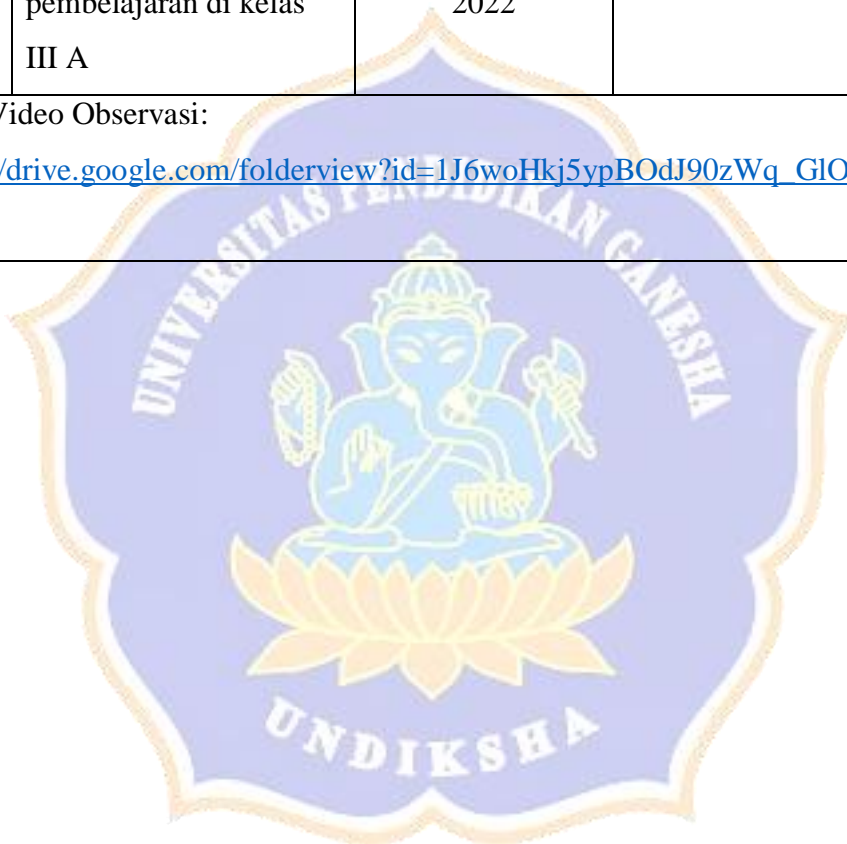 pembelajaran di kelas 2022
III A
Video Observasi:
/drive.google.com/folderview?id=1J6woHkj5ypBOdJ90zWq_GlO
UNIVERSITAS PENDIDIKAN GANESHA
UNDIKSHA